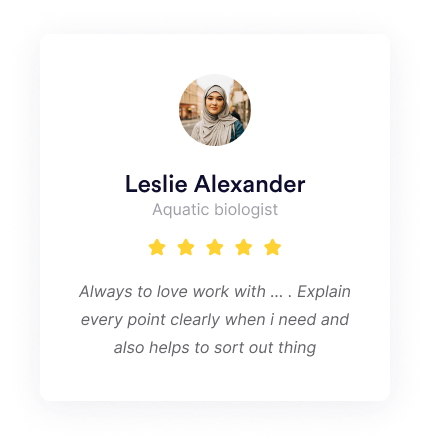 Leslie Alexander
Aquatic biologist
Always to love work with ... . Explain
every point clearly when i need and
also helps to sort out thing